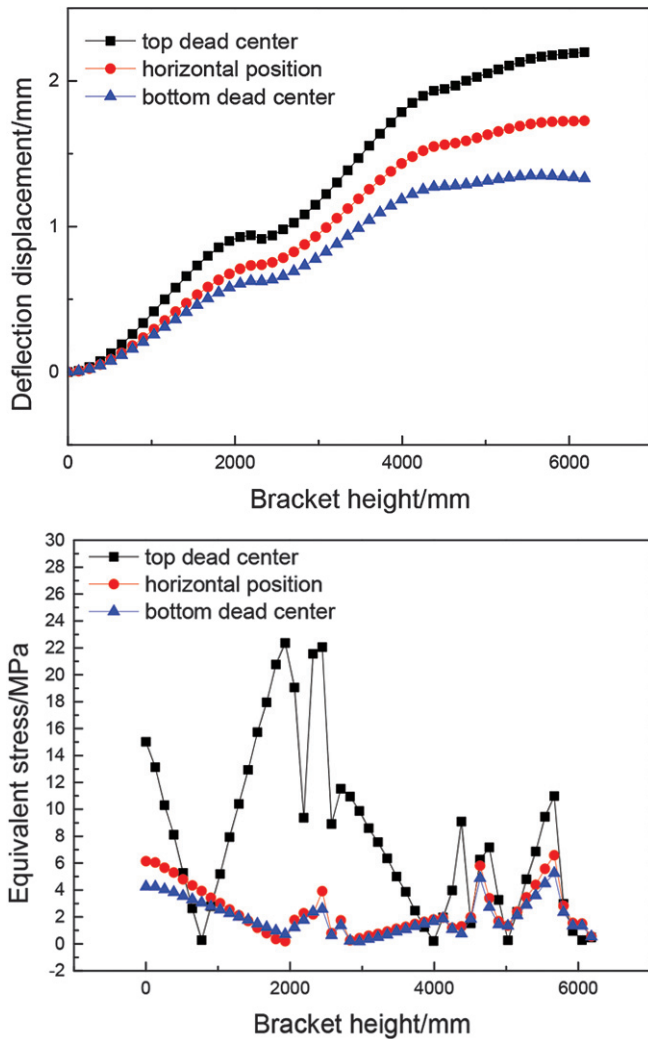 top dead center
horizontal position
bottom dead center
2
1
0
Deflection displacement/mm
0 2000 4000 6000
Bracket height/mm
30
28
26
24
22
20
18
16
14
12
10
8
6
4
2
0
-2
top dead center
horizontal position
bottom dead center
Equivalent stress/MPa
0 2000 4000 6000
Bracket height/mm